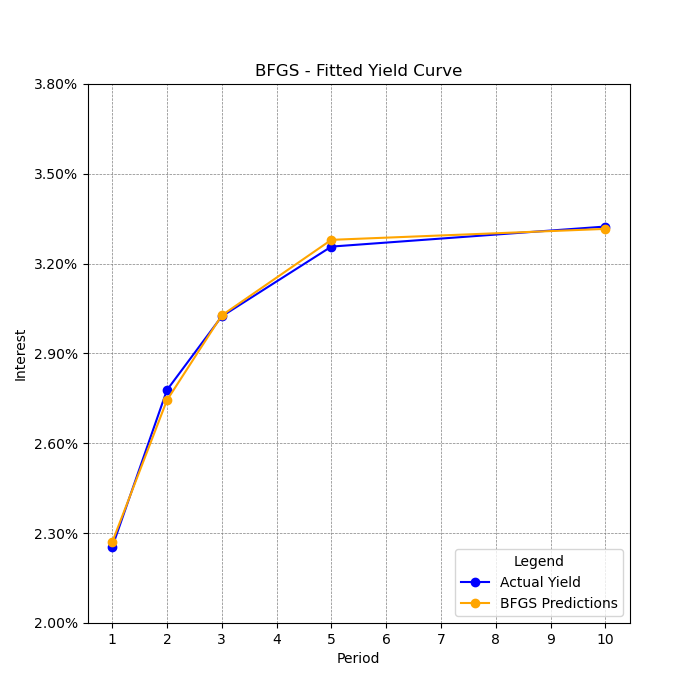 BFGS - Fitted Yield Curve
3.80%
3.50%
3.20%
2.90%
2.60%
2.30%
2.00%
Interest
1 2 3 4 5 6 7 8 9 10
Period
Legend
Actual Yield
BFGS Predictions